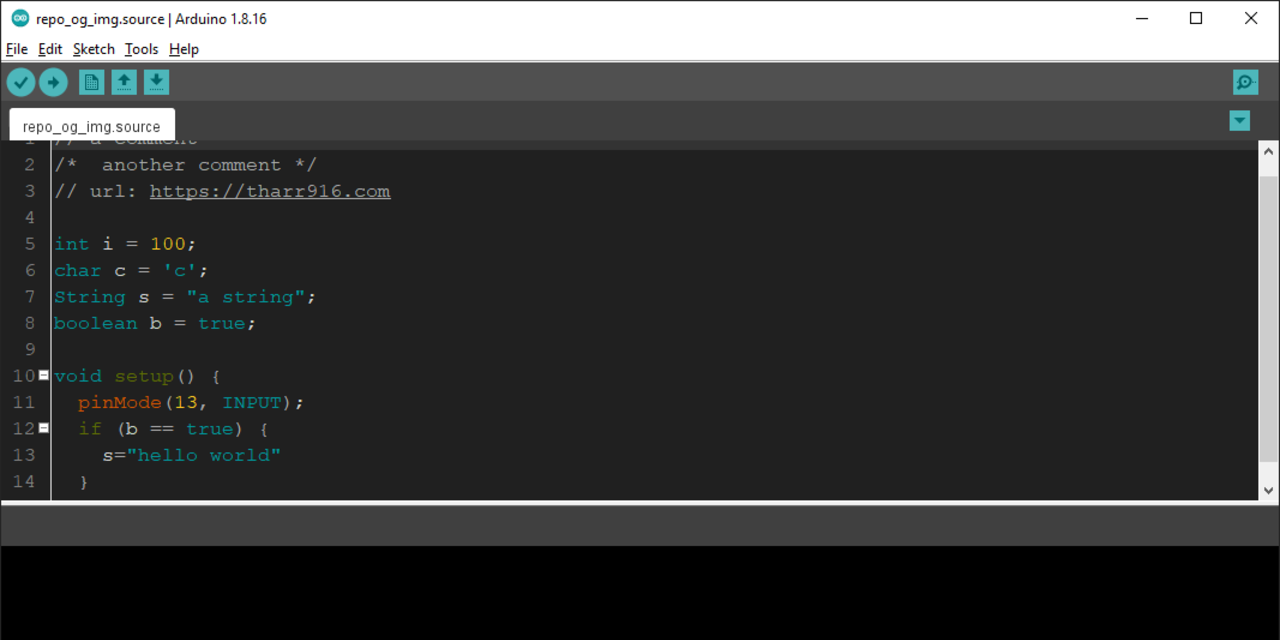 repo_og_img.source | Arduino 1.8.16
File Edit Sketch Tools Help
repo_og_img.source
1 // a comment
2 /*  another comment */
3 // url: https://tharr916.com
4
5 int i = 100;
6 char c = 'c';
7 String s = "a string";
8 boolean b = true;
9
10 void setup() {
11   pinMode(13, INPUT);
12   if (b == true) {
13     s="hello world"
14   }